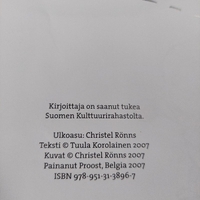 Kirjoittaja on saanut tukea
Suomen Kulttuurirahastolta.
Ulkoasu: Christel Rönns
Teksti © Tuula Korolainen 2007
Kuvat © Christel Rönns 2007
Painanut Proost, Belgia 2007
ISBN 978-951-31-3896-7